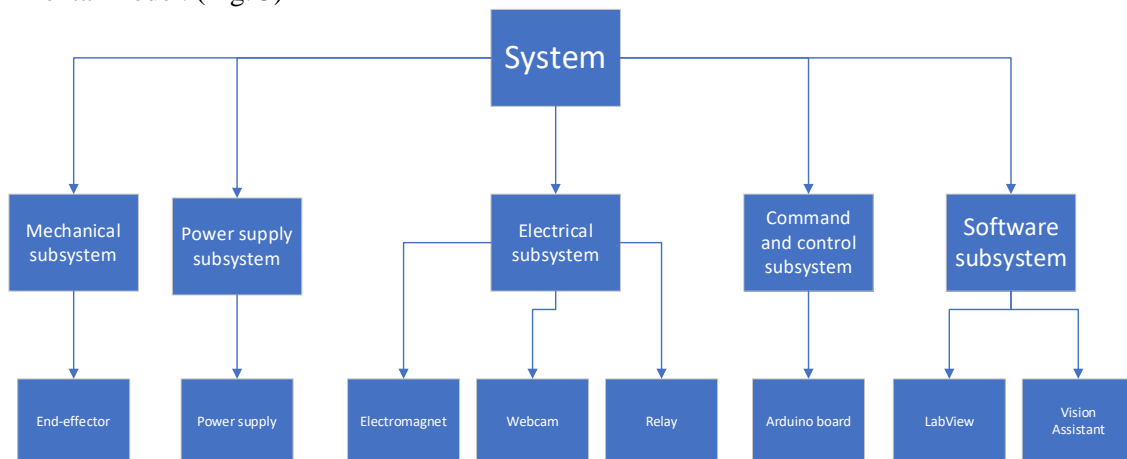 System
Mechanical
subsystem
Power supply
subsystem
Electrical
subsystem
Command
and control
subsystem
Software
subsystem
End-effector
Power supply
Electromagnet
Webcam
Relay
Arduino board
LabView
Vision
Assistant